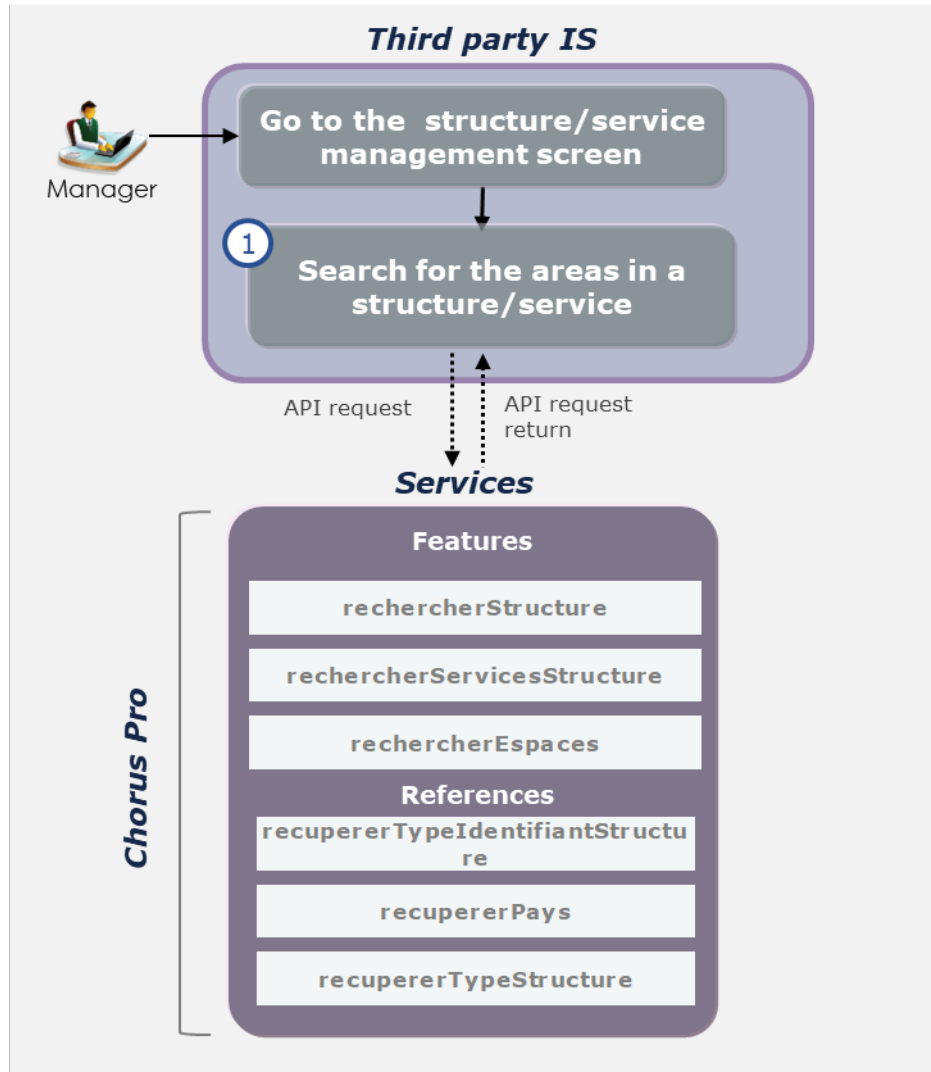 Third party IS
Go to the structure/service
management screen
Manager
1
Search for the areas in a
structure/service
API request
API request
return
Services
Features
rechercherStructure
rechercherServicesStructure
rechercherEspaces
References
recupererTypeIdentifiantStructu
re
recupererPays
recupererTypeStructure
Chorus Pro